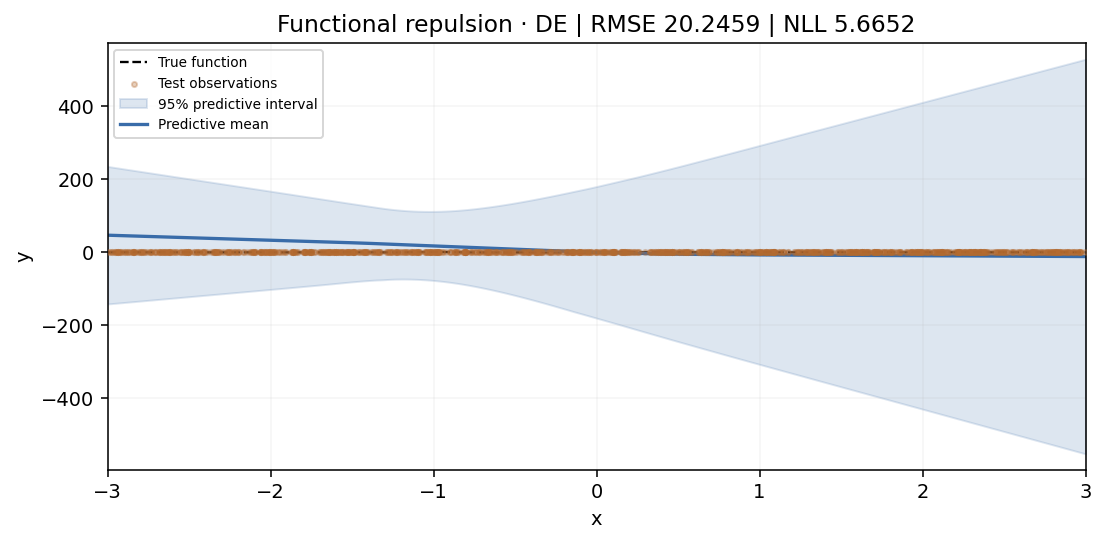 Functional repulsion · DE | RMSE 20.2459 | NLL 5.6652
True function
Test observations
95% predictive interval
Predictive mean
400
200
0
−200
−400
y
−3
−2
−1
0
1
2
3
x